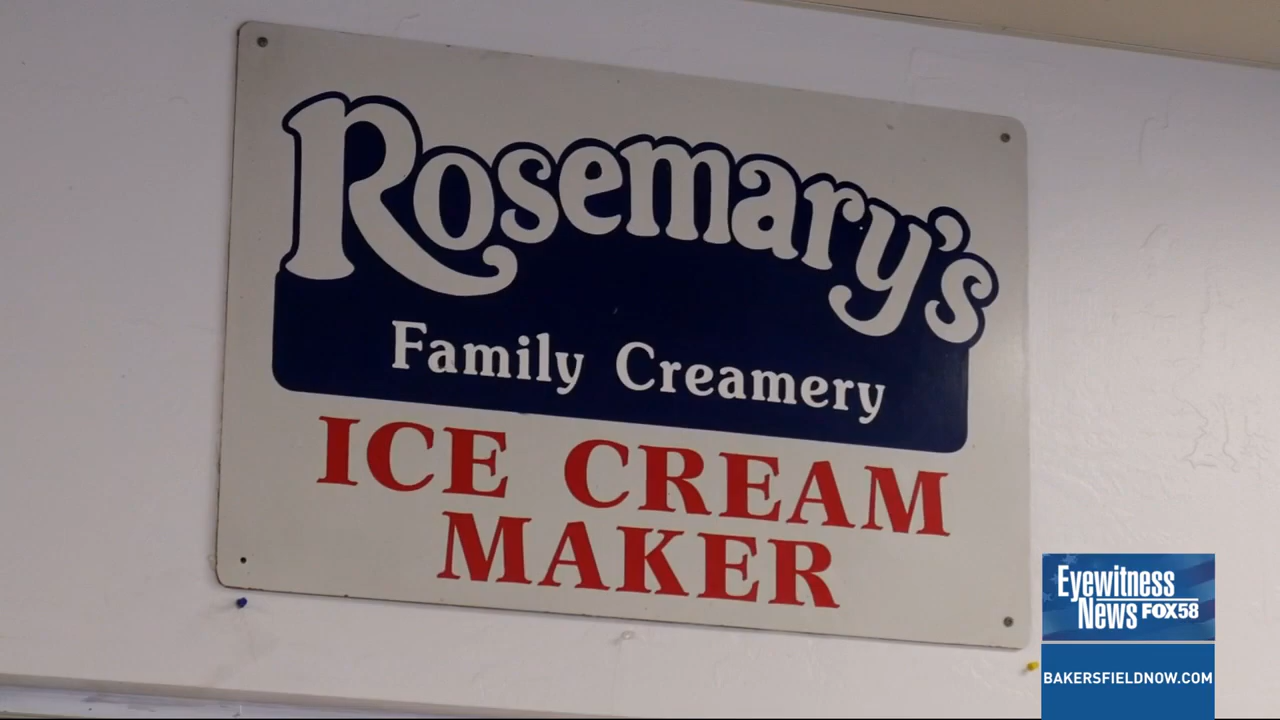 Rosemary's
Family Creamery
ICE CREAM
MAKER
Eyewitness
News FOX58
BAKERSFIELDNOW.COM